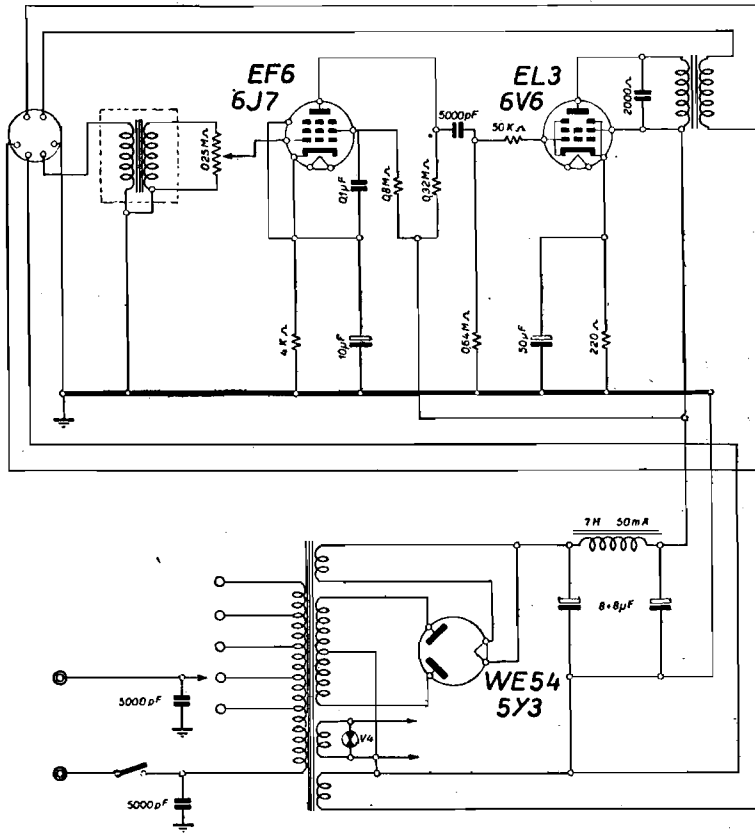 EF6
6J7
EL3
6V6
0.25MΩ
0,1µF
0,8MΩ
0,32MΩ
5000pF
50KΩ
2000Ω
4KΩ
10µF
0,64MΩ
50µF
220Ω
7H 50mA
8+8µF
WE54
5Y3
5000pF
V4
5000pF